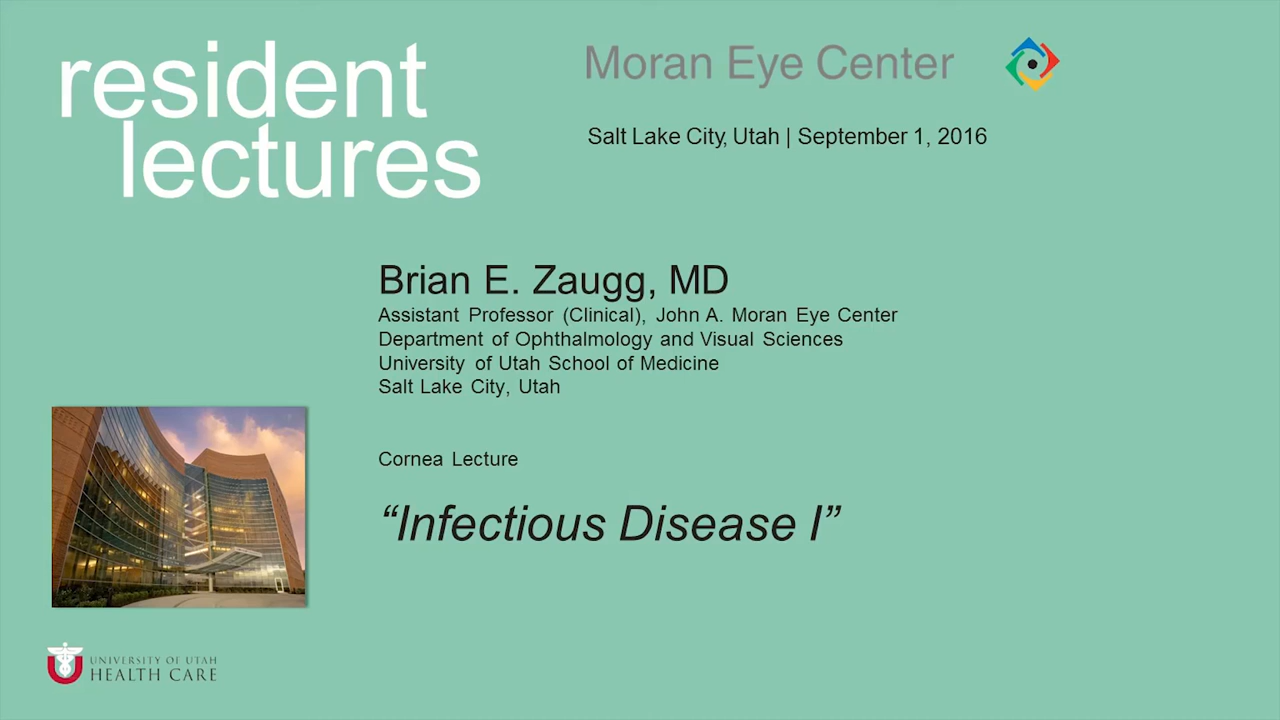 resident
lectures
Moran Eye Center
Salt Lake City, Utah | September 1, 2016
Brian E. Zaugg, MD
Assistant Professor (Clinical), John A. Moran Eye Center
Department of Ophthalmology and Visual Sciences
University of Utah School of Medicine
Salt Lake City, Utah
Cornea Lecture
“Infectious Disease I”
UNIVERSITY OF UTAH
HEALTH CARE